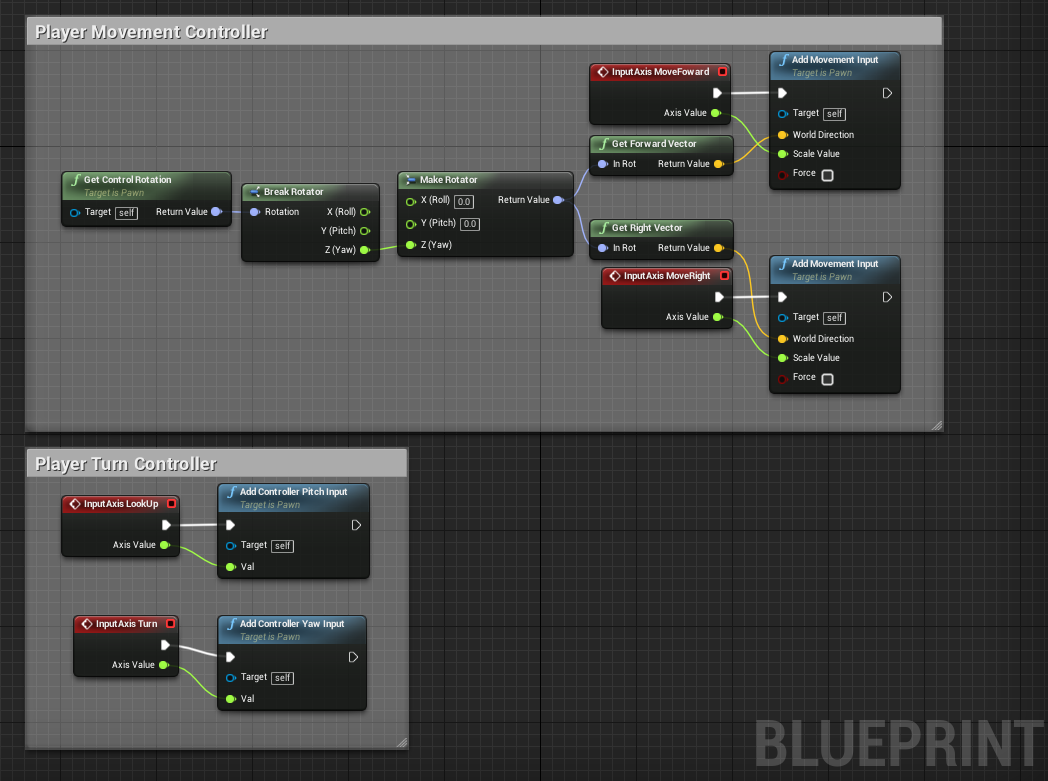 Player Movement Controller
InputAxis MoveFoward
Axis Value
Add Movement Input
Target is Pawn
Target self
World Direction
Scale Value
Force
Get Forward Vector
In Rot Return Value
Get Control Rotation
Target is Pawn
Target self Return Value
Break Rotator
Rotation X (Roll)
Y (Pitch)
Z (Yaw)
Make Rotator
X (Roll) 0.0 Return Value
Y (Pitch) 0.0
Z (Yaw)
Get Right Vector
In Rot Return Value
InputAxis MoveRight
Axis Value
Add Movement Input
Target is Pawn
Target self
World Direction
Scale Value
Force
Player Turn Controller
InputAxis LookUp
Axis Value
Add Controller Pitch Input
Target is Pawn
Target self
Val
InputAxis Turn
Axis Value
Add Controller Yaw Input
Target is Pawn
Target self
Val
BLUEPRINT